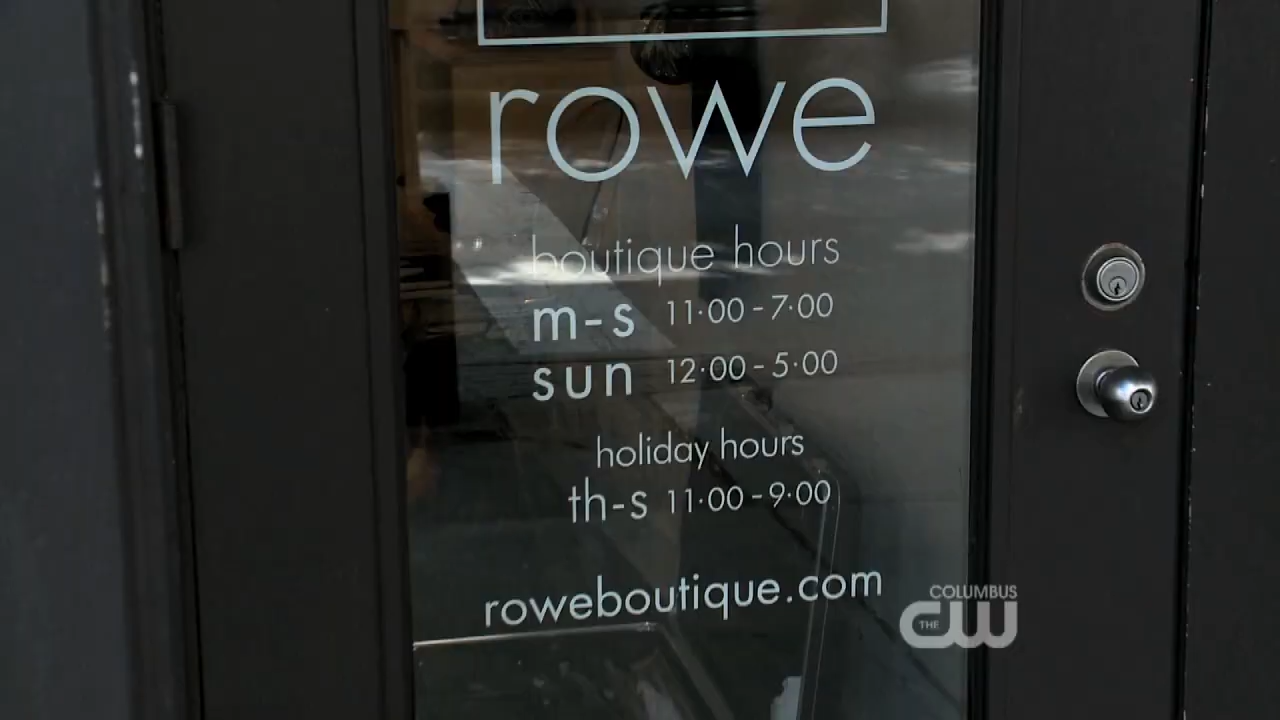 rowe
boutique hours
m-s 11·00-7·00
sun 12·00-5·00
holiday hours
th-s 11·00-9·00
roweboutique.com
COLUMBUS
THE CW